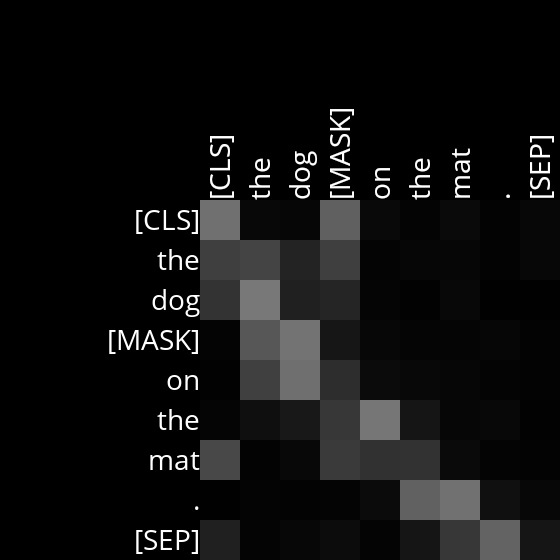 [CLS] the dog [MASK] on the mat . [SEP]
[CLS]
the
dog
[MASK]
on
the
mat
.
[SEP]